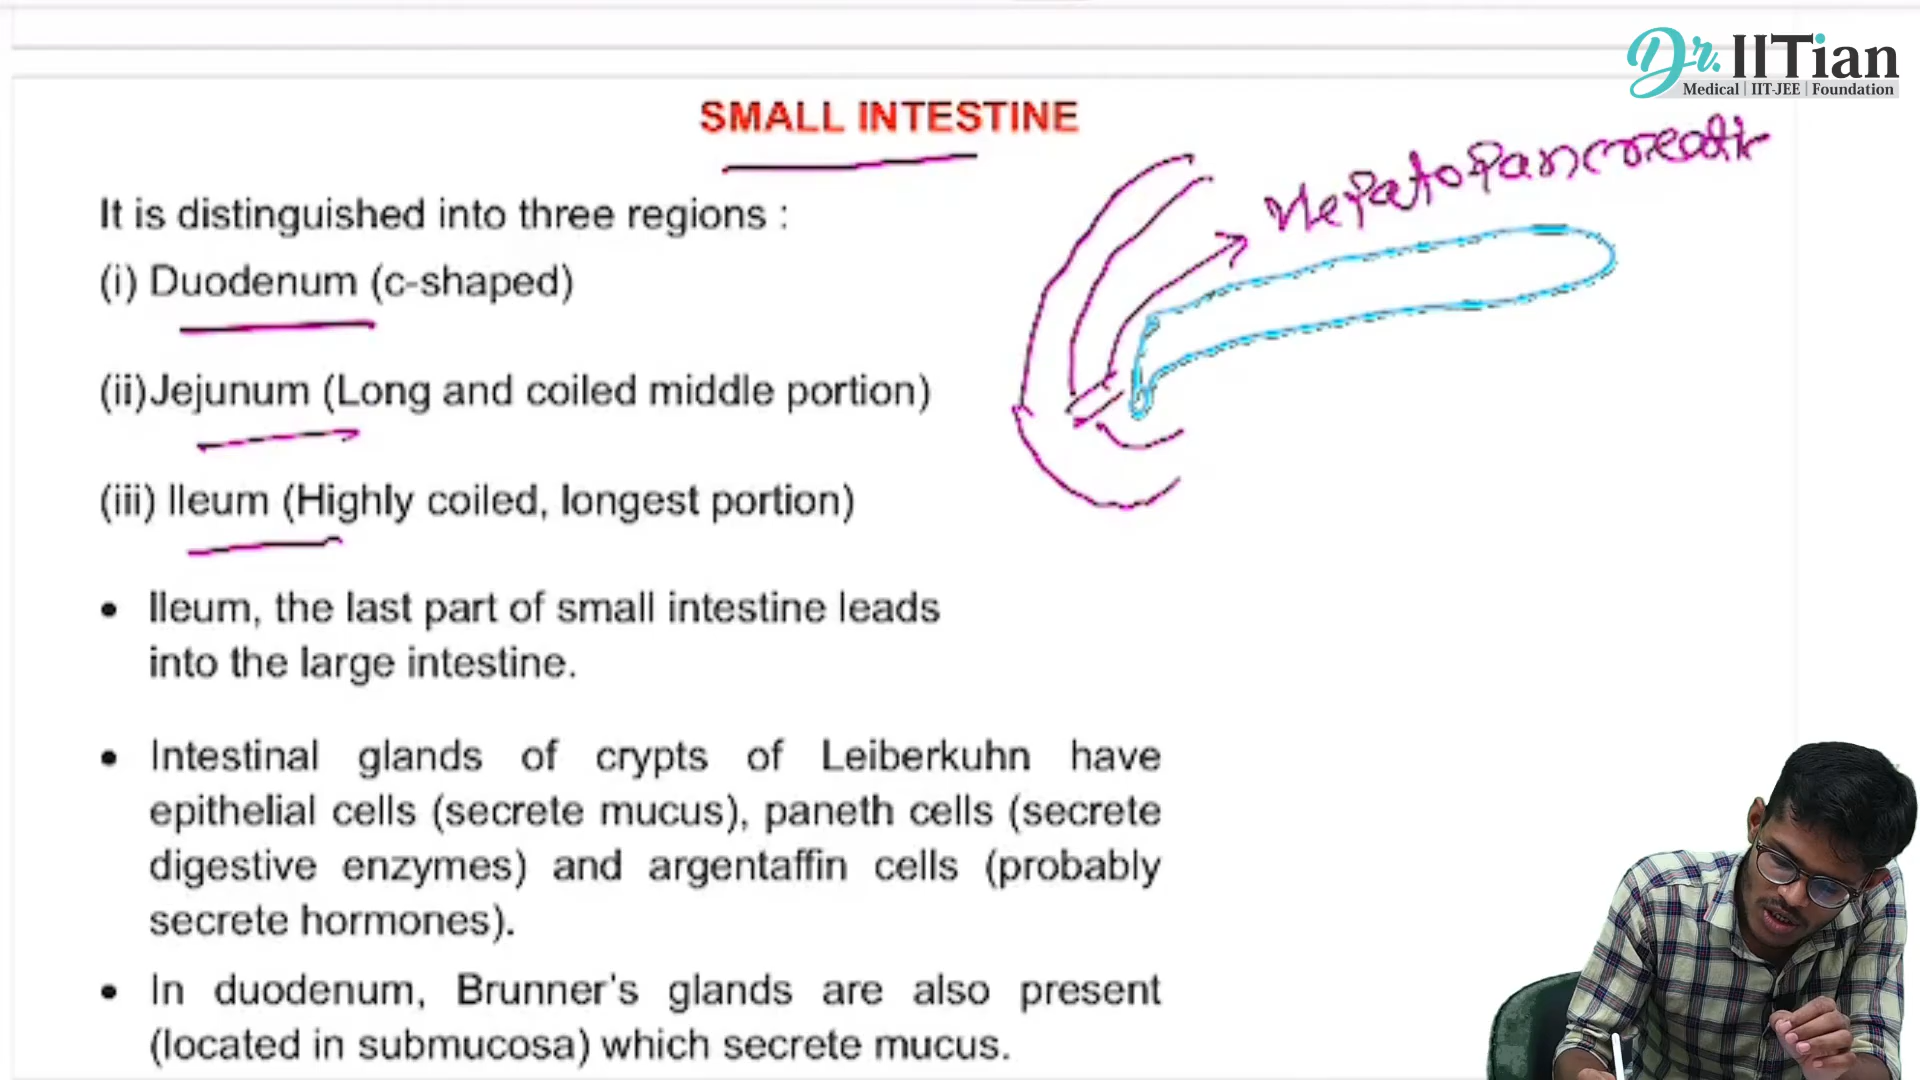 Dr. IITian
Medical | IIT-JEE | Foundation
SMALL INTESTINE
Hepatopancreatic
It is distinguished into three regions :
(i) Duodenum (c-shaped)
(ii)Jejunum (Long and coiled middle portion)
(iii) Ileum (Highly coiled, longest portion)
• Ileum, the last part of small intestine leads
into the large intestine.
• Intestinal glands of crypts of Leiberkuhn have
epithelial cells (secrete mucus), paneth cells (secrete
digestive enzymes) and argentaffin cells (probably
secrete hormones).
• In duodenum, Brunner's glands are also present
(located in submucosa) which secrete mucus.